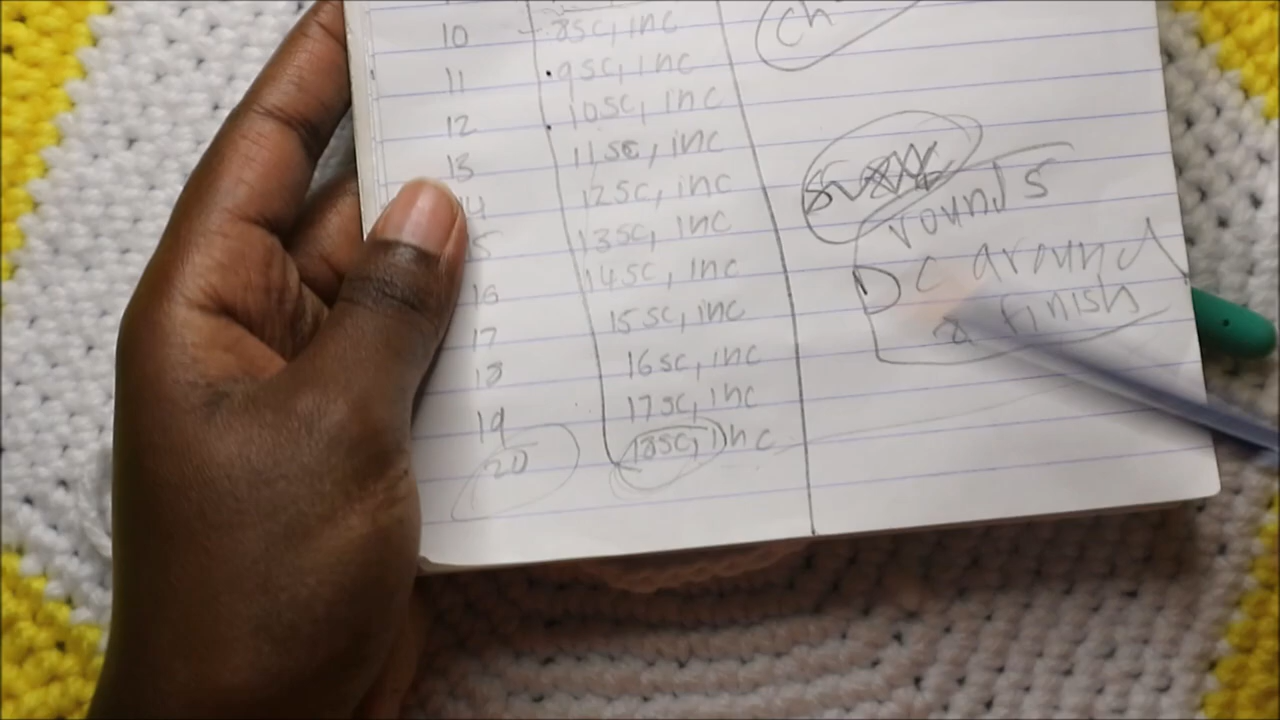 10 8sc, inc
11 9sc, inc
12 10sc, inc
13 11sc, inc
14 12sc, inc
15 13sc, inc
16 14sc, inc
17 15sc, inc
18 16sc, inc
19 17sc, inc
20 18sc, inc
Ch
rounds
DC around
& finish